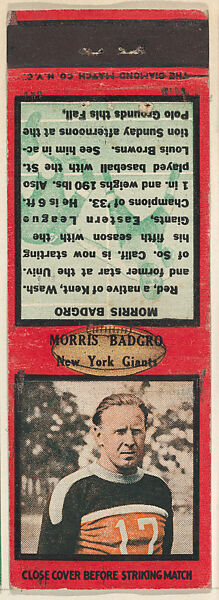 MORRIS BADGRO
Red, a native of Kent, Wash.
and former star at the Univ.
of So. Calif. is now starting
his fifth season with the
Giants, Eastern League
Champions of '33. He is 6 ft.
1 in. and weighs 190 lbs. Also
played baseball with the St.
Louis Browns. See him in ac-
tion Sunday afternoons at the
Polo Grounds this Fall.
THE DIAMOND MATCH CO. N.Y.C.
MORRIS BADGRO
New York Giants
17
CLOSE COVER BEFORE STRIKING MATCH